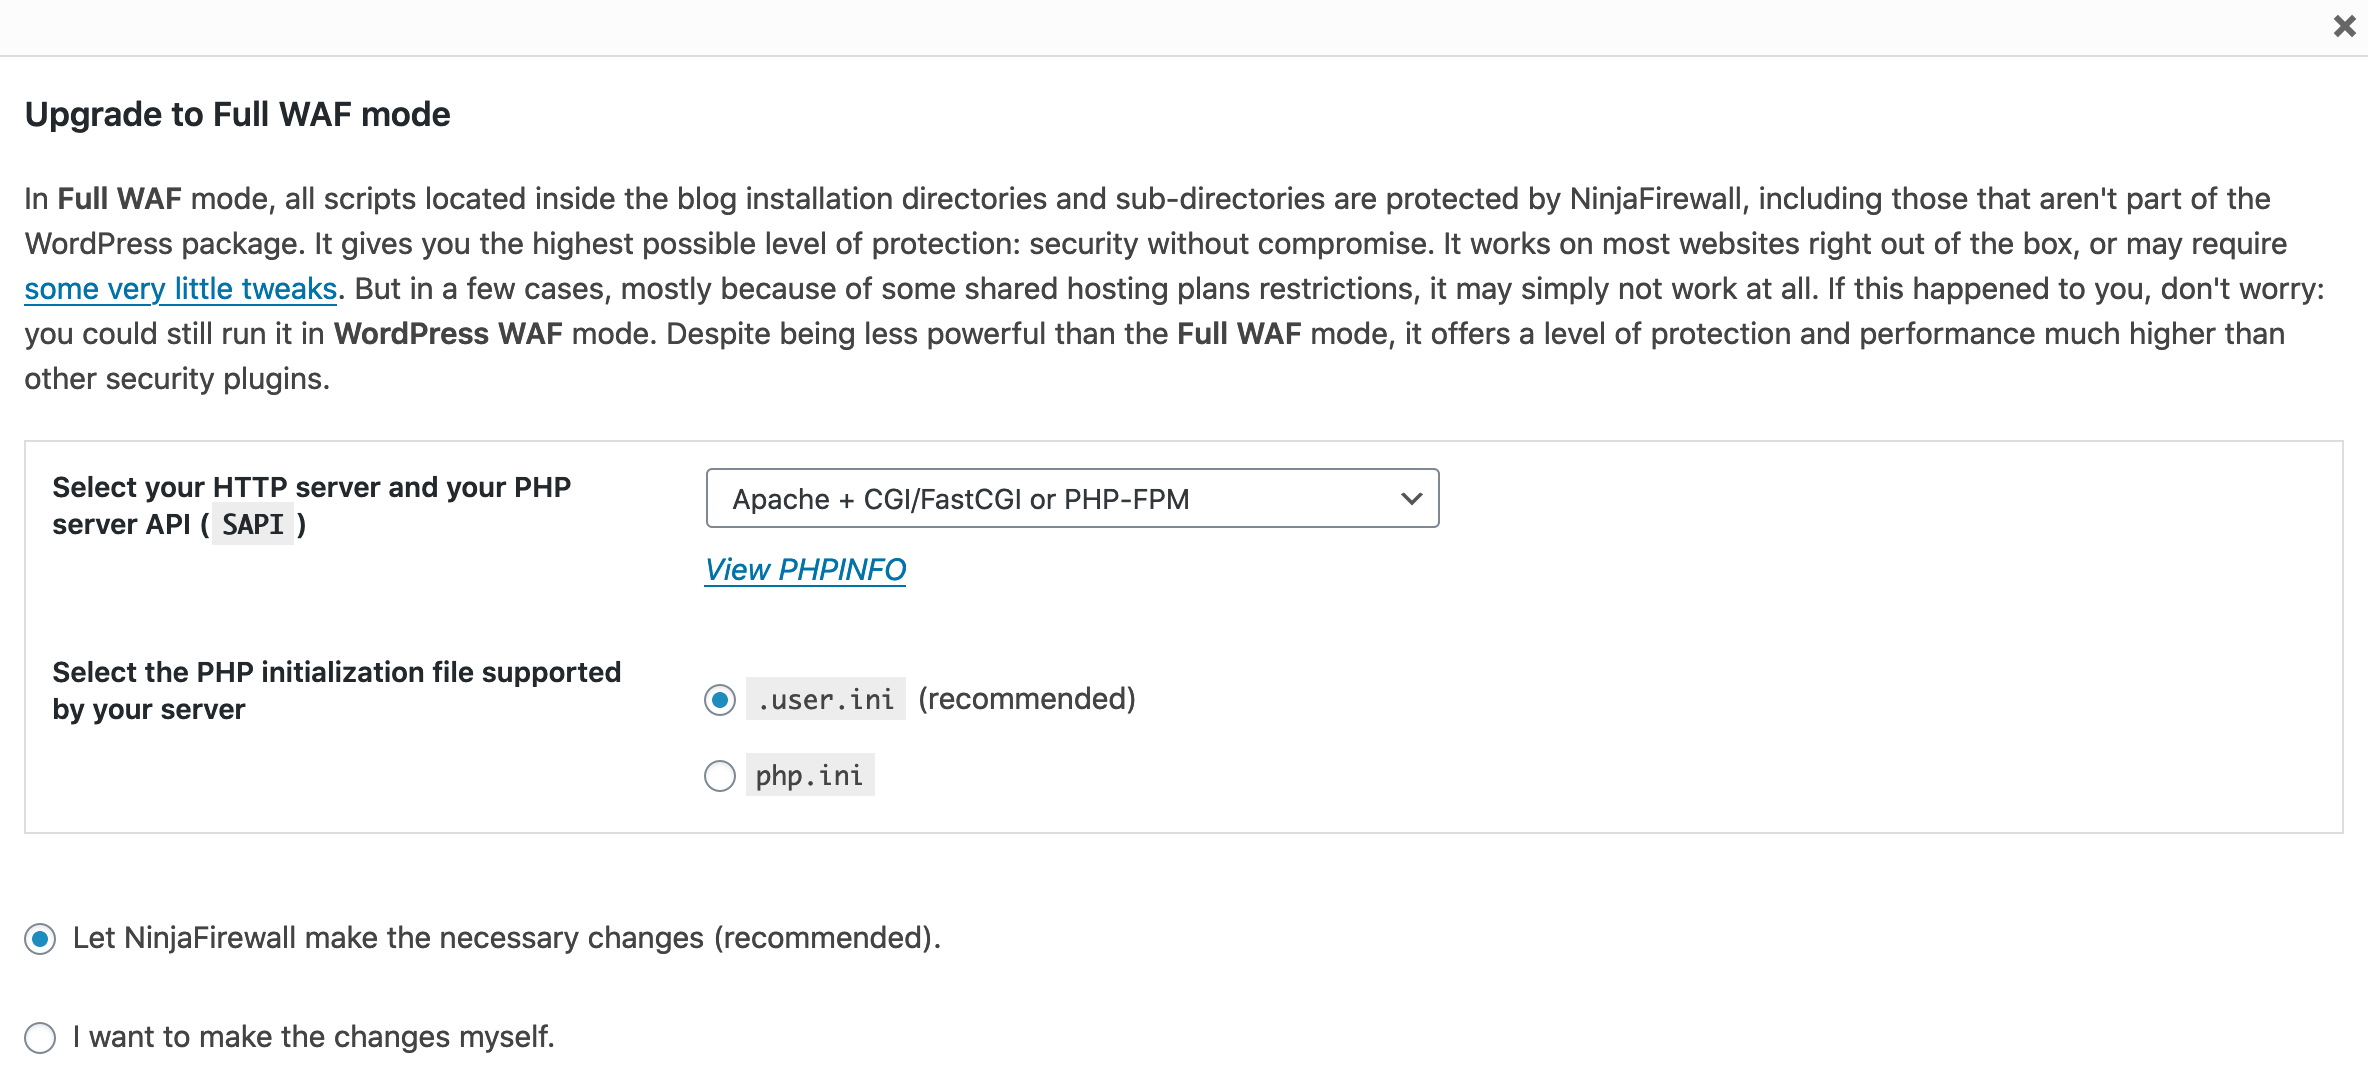 Upgrade to Full WAF mode
In Full WAF mode, all scripts located inside the blog installation directories and sub-directories are protected by NinjaFirewall, including those that aren't part of the
WordPress package. It gives you the highest possible level of protection: security without compromise. It works on most websites right out of the box, or may require
some very little tweaks. But in a few cases, mostly because of some shared hosting plans restrictions, it may simply not work at all. If this happened to you, don't worry:
you could still run it in WordPress WAF mode. Despite being less powerful than the Full WAF mode, it offers a level of protection and performance much higher than
other security plugins.
Select your HTTP server and your PHP
server API ( SAPI )
Apache + CGI/FastCGI or PHP-FPM
View PHPINFO
Select the PHP initialization file supported
by your server
.user.ini (recommended)
php.ini
Let NinjaFirewall make the necessary changes (recommended).
I want to make the changes myself.